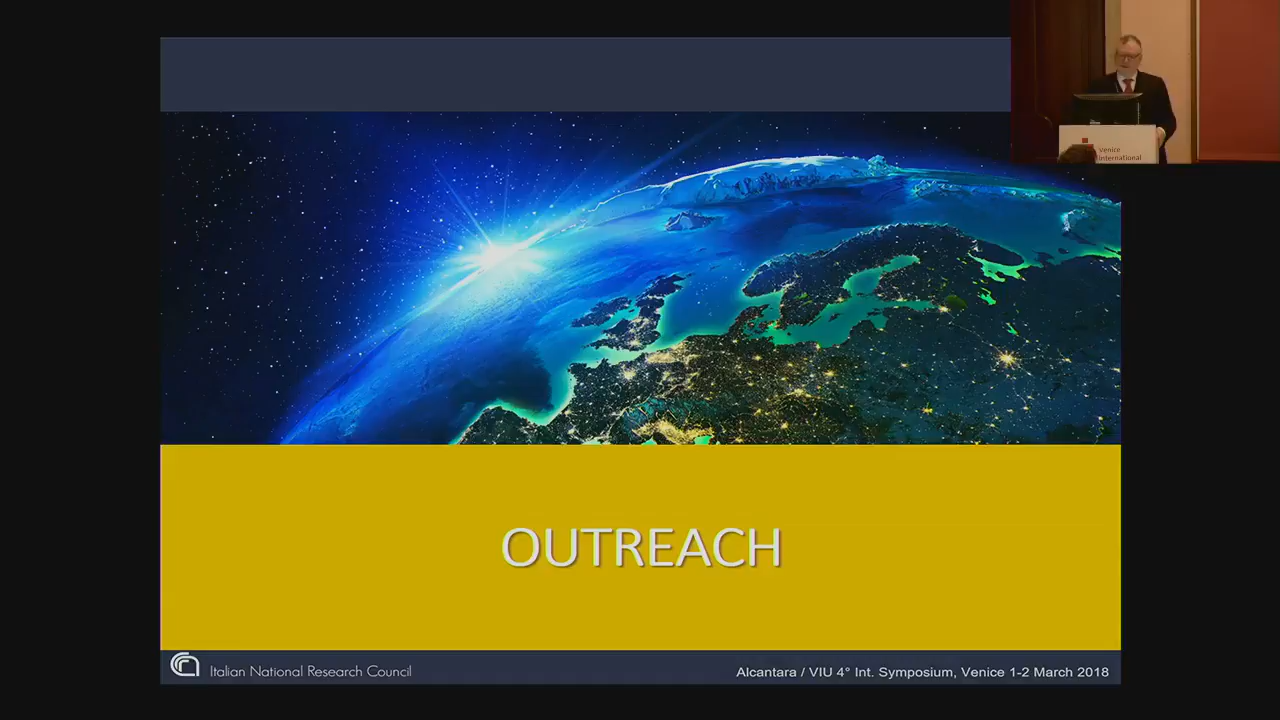 Venice
International
OUTREACH
Italian National Research Council
Alcantara / VIU 4° Int. Symposium, Venice 1-2 March 2018